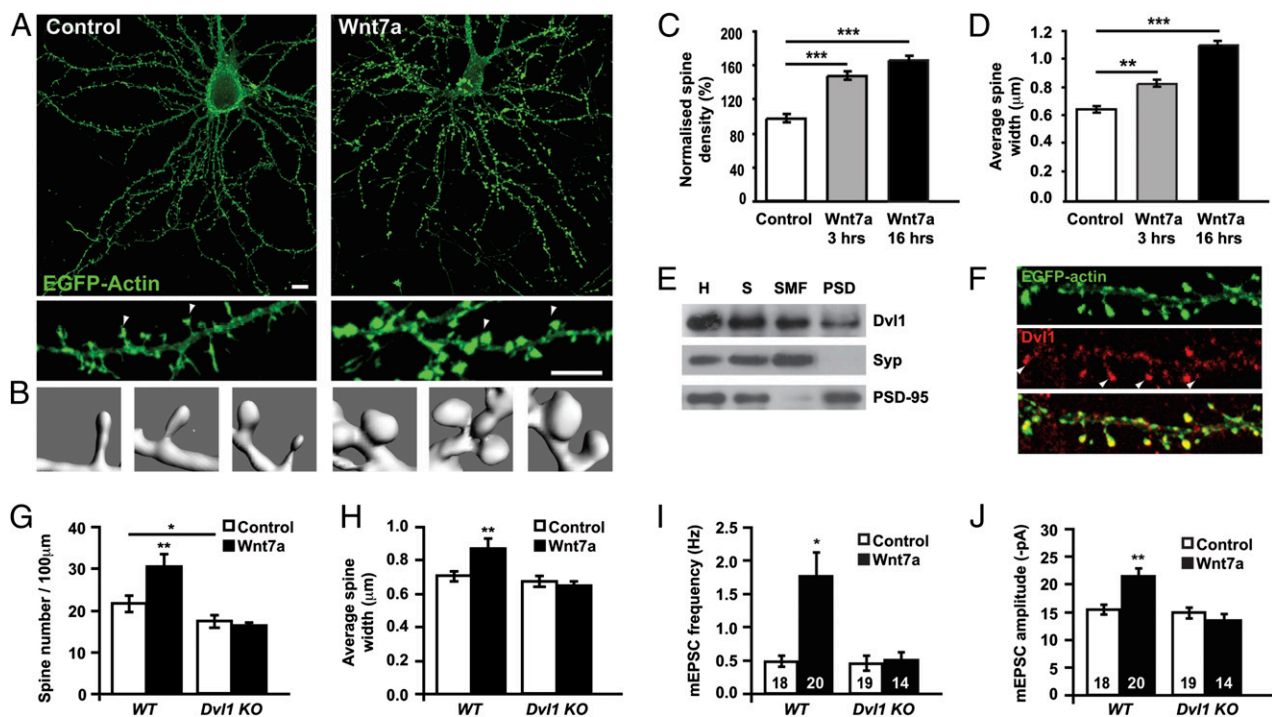 A
Control
Wnt7a
EGFP-Actin
B
C
Normalised spine
density (%)
200
160
120
80
40
0
***
***
Control
Wnt7a
3 hrs
Wnt7a
16 hrs
D
Average spine
width (μm)
1.2
1.0
0.8
0.6
0.4
0.2
0.0
***
**
Control
Wnt7a
3 hrs
Wnt7a
16 hrs
E
H S SMF PSD
Dvl1
Syp
PSD-95
F
EGFP-actin
Dvl1
G
Spine number / 100μm
40
30
20
10
0
*
**
Control
Wnt7a
WT
Dvl1 KO
H
Average spine
width (μm)
1.0
0.8
0.6
0.4
0.2
0.0
**
Control
Wnt7a
WT
Dvl1 KO
I
mEPSC frequency (Hz)
2.5
2.0
1.5
1.0
0.5
0.0
*
Control
Wnt7a
18 20 19 14
WT
Dvl1 KO
J
mEPSC amplitude (-pA)
30
25
20
15
10
5
0
**
Control
Wnt7a
18 20 19 14
WT
Dvl1 KO